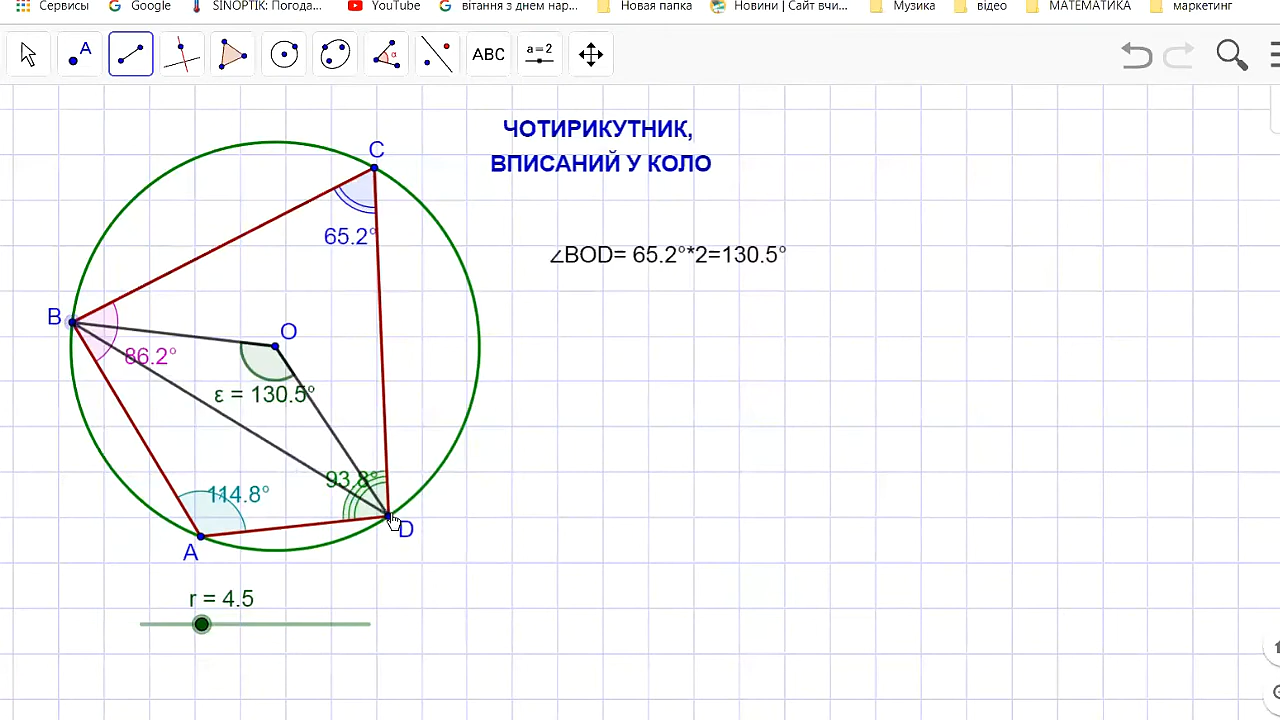 Сервисы
Google
SINOPTIK: Погода...
YouTube
вітання з днем нар...
Новая папка
Новини | Сайт вчи...
Музика
відео
МАТЕМАТИКА
маркетинг
A
α
ABC
a=2
ЧОТИРИКУТНИК,
ВПИСАНИЙ У КОЛО
C
65.2°
∠BOD= 65.2°*2=130.5°
B
86.2°
O
ε = 130.5°
93.8°
114.8°
A
D
r = 4.5